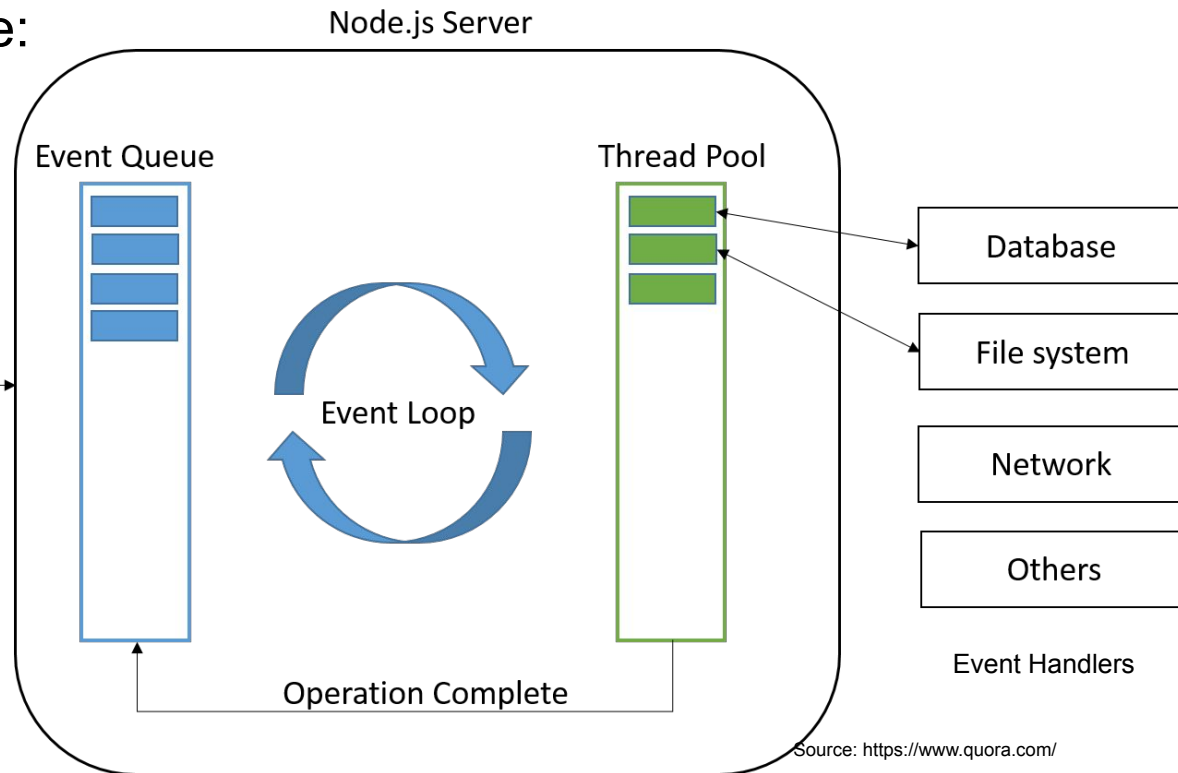 e:
Node.js Server
Event Queue
Thread Pool
Database
File system
Event Loop
Network
Others
Event Handlers
Operation Complete
Source: https://www.quora.com/